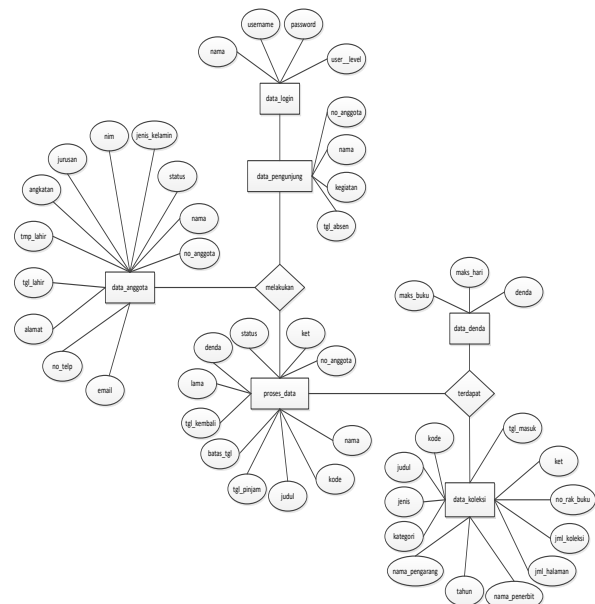 username
password
nama
user__level
data_login
no_anggota
nama
data_pengunjung
kegiatan
tgl_absen
nim
jenis_kelamin
jurusan
status
angkatan
nama
tmp_lahir
no_anggota
tgl_lahir
data_anggota
alamat
no_telp
email
melakukan
maks_hari
maks_buku
denda
data_denda
status
ket
denda
no_anggota
lama
proses_data
terdapat
tgl_kembali
batas_tgl
nama
tgl_pinjam
judul
kode
tgl_masuk
kode
judul
ket
jenis
data_koleksi
no_rak_buku
kategori
jml_koleksi
nama_pengarang
jml_halaman
tahun
nama_penerbit